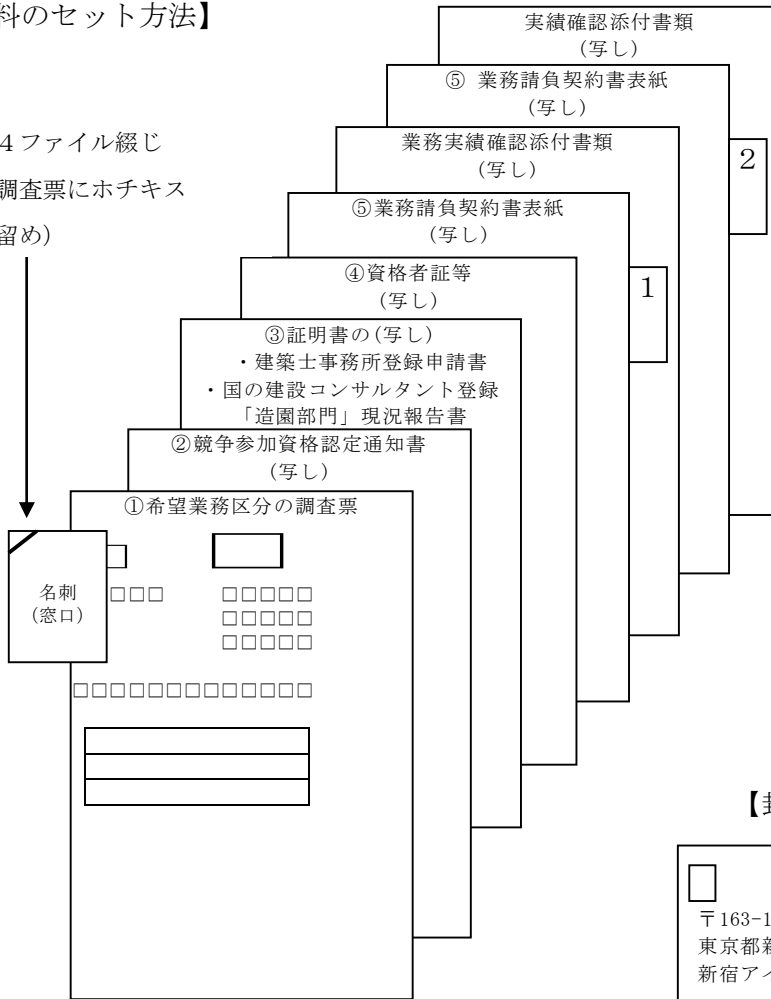 料のセット方法】
4ファイル綴じ
調査票にホチキス
留め）
実績確認添付書類
（写し）
⑤ 業務請負契約書表紙
（写し）
業務実績確認添付書類
（写し）
2
⑤業務請負契約書表紙
（写し）
④資格者証等
（写し）
1
③証明書の（写し）
・建築士事務所登録申請書
・国の建設コンサルタント登録
「造園部門」現況報告書
②競争参加資格認定通知書
（写し）
①希望業務区分の調査票
名刺
（窓口）
□□□ □□□□□
□□□□□
□□□□□
□□□□□□□□□□□□□
〒163-1
東京都新
新宿アイ